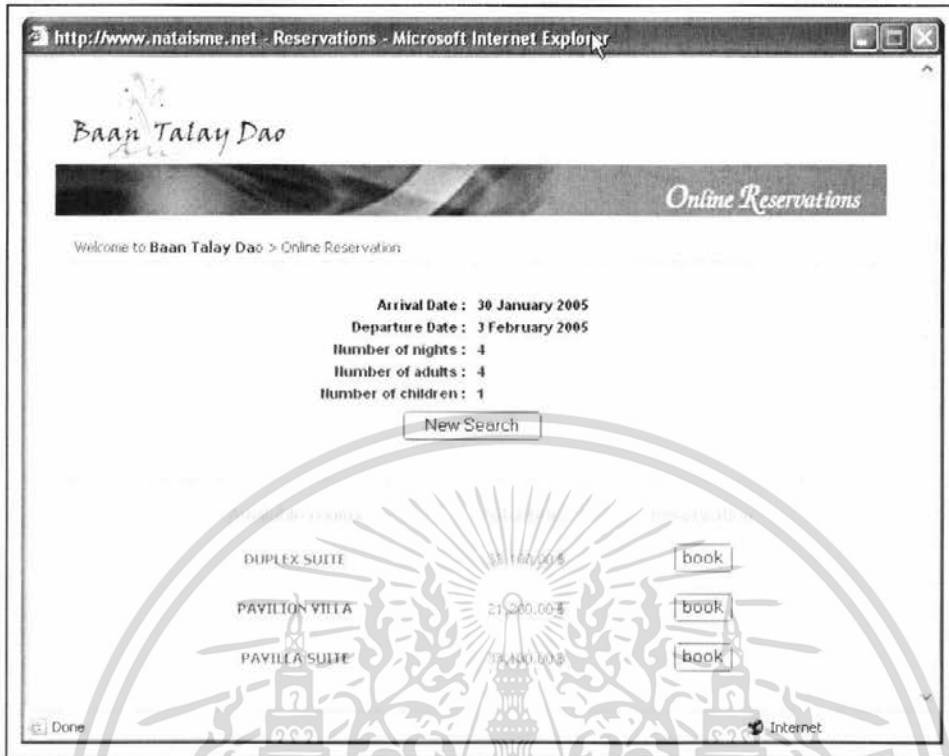 http://www.nataisme.net - Reservations - Microsoft Internet Explorer
Baan Talay Dao
Online Reservations
Welcome to Baan Talay Dao > Online Reservation
Arrival Date : 30 January 2005
Departure Date : 3 February 2005
Number of nights : 4
Number of adults : 4
Number of children : 1
New Search
DUPLEX SUITE book
PAVILION VILLA book
PAVILLA SUITE book
Done Internet